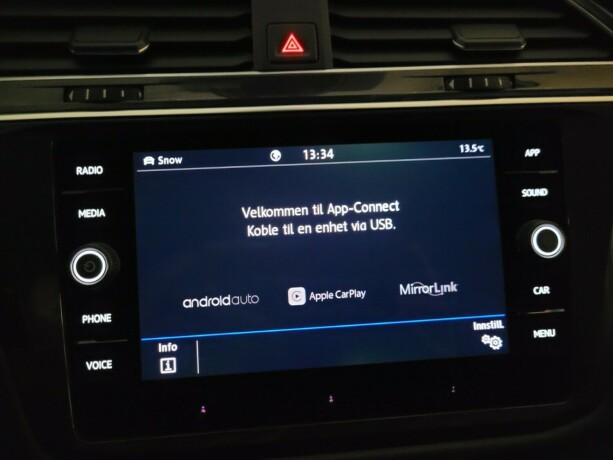 Snow 13:34 13.5°C
RADIO
MEDIA
PHONE
VOICE
Velkommen til App-Connect
Koble til en enhet via USB.
androidauto Apple CarPlay MirrorLink
Info Innstill.
APP
SOUND
CAR
MENU